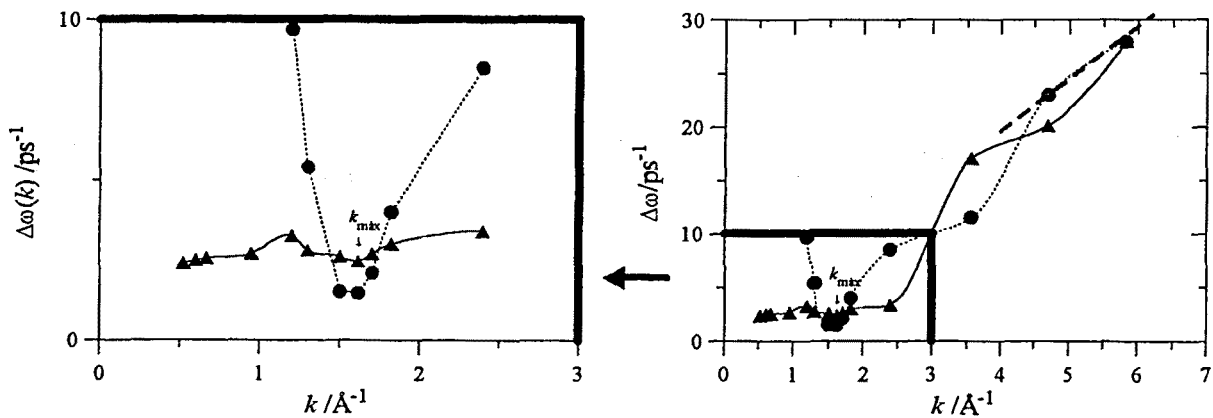 10
0
Δω(k) /ps⁻¹
k_max
0 1 2 3
k /Å⁻¹
30
20
10
0
Δω/ps⁻¹
k_max
0 1 2 3 4 5 6 7
k /Å⁻¹